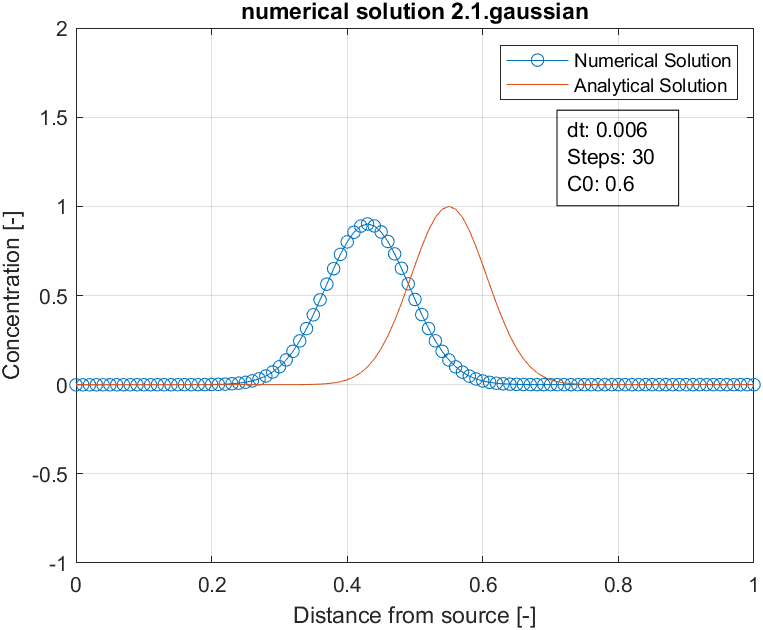 numerical solution 2.1.gaussian
Numerical Solution
Analytical Solution
dt: 0.006
Steps: 30
C0: 0.6
Concentration [-]
2
1.5
1
0.5
0
-0.5
-1
0
0.2
0.4
0.6
0.8
1
Distance from source [-]